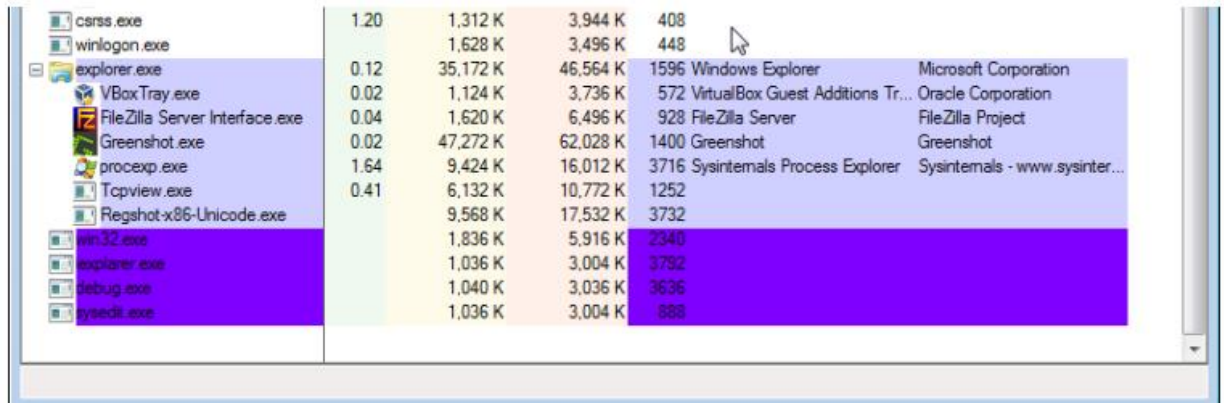 csrss.exe 1.20 1,312 K 3,944 K 408
winlogon.exe 1,628 K 3,496 K 448
explorer.exe 0.12 35,172 K 46,564 K 1596 Windows Explorer Microsoft Corporation
VBoxTray.exe 0.02 1,124 K 3,736 K 572 VirtualBox Guest Additions Tr... Oracle Corporation
FileZilla Server Interface.exe 0.04 1,620 K 6,496 K 928 FileZilla Server FileZilla Project
Greenshot.exe 0.02 47,272 K 62,028 K 1400 Greenshot Greenshot
procexp.exe 1.64 9,424 K 16,012 K 3716 Sysinternals Process Explorer Sysinternals - www.sysinter...
Tcpview.exe 0.41 6,132 K 10,772 K 1252
Regshot-x86-Unicode.exe 9,568 K 17,532 K 3732
win32.exe 1,836 K 5,916 K 2340
explarer.exe 1,036 K 3,004 K 3792
debug.exe 1,040 K 3,036 K 3636
sysedit.exe 1,036 K 3,004 K 888